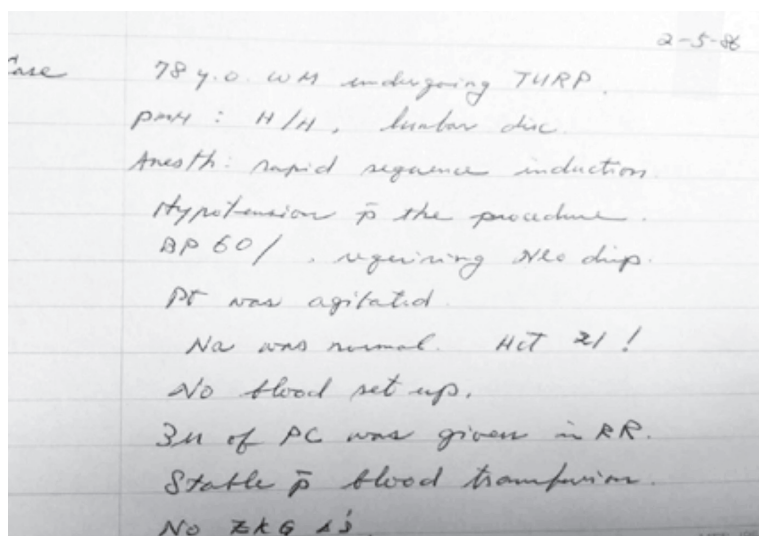 2-5-86
Case 78 y.o. WM undergoing TURP.
PMH : H/H, lumbar disc.
Anesth: rapid sequence induction.
Hypotension p̄ the procedure.
BP 60/ , requiring Neo drip.
Pt was agitated.
Na was normal. Hct 21 !
No blood set up.
3u of PC was given in RR.
Stable p̄ blood transfusion.
No EKG Δ's.